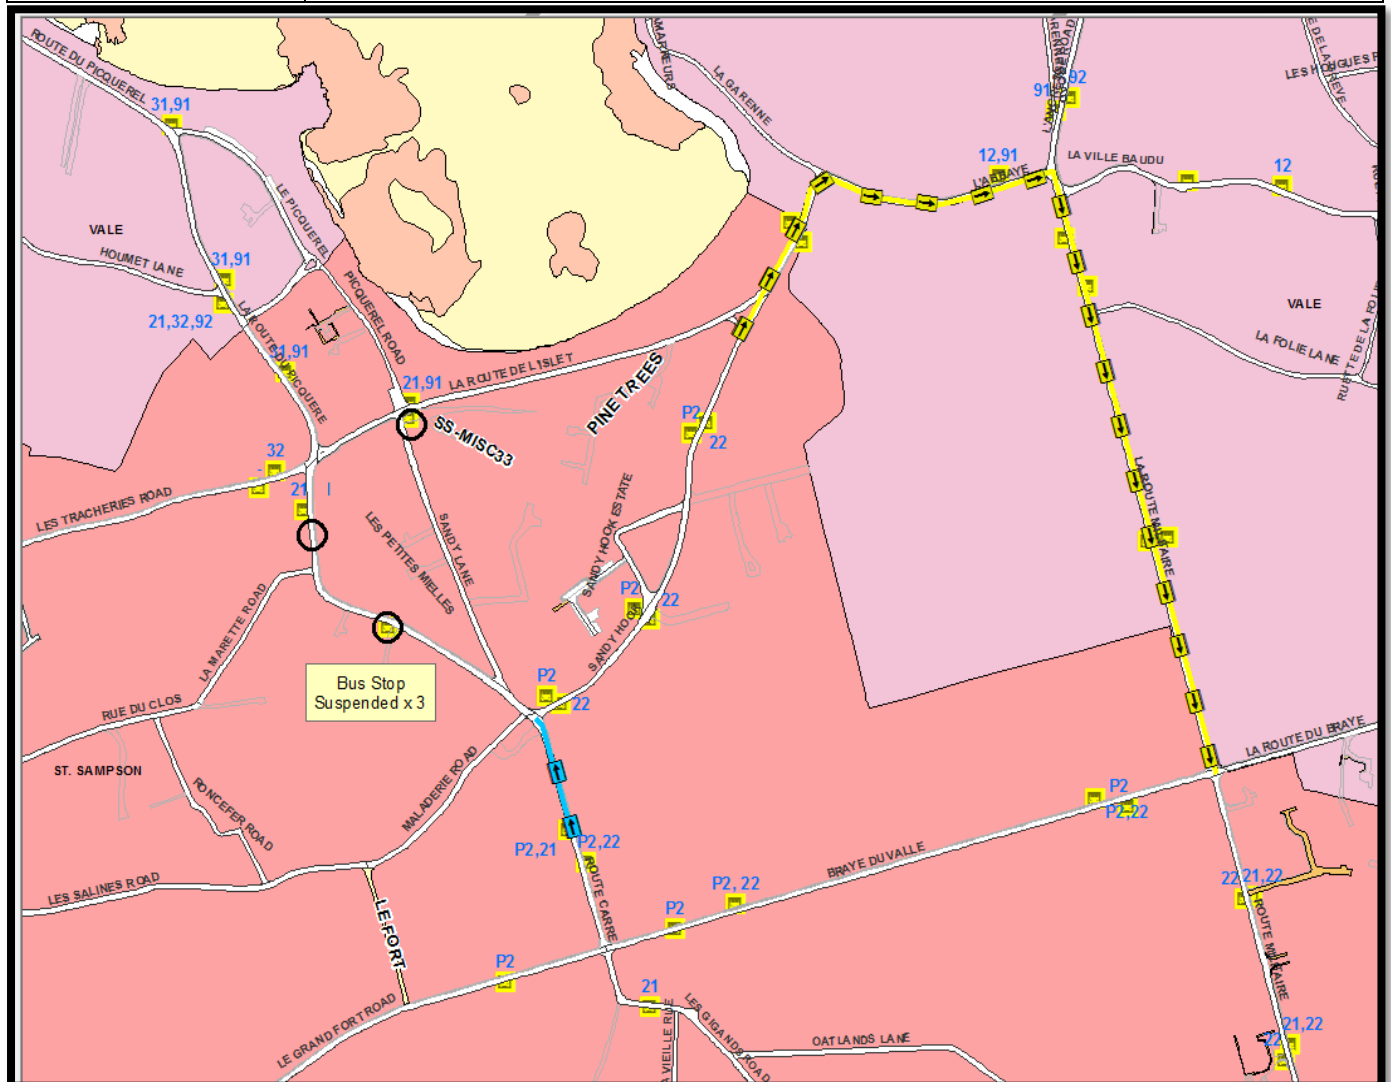 ROUTE DU PICQUEREL
31,91
LA GARENNE
92
91
LES HOUGUES
12,91
L'ABBAYE
LA VILLE BAUDU
12
LE PICQUEREL
VALE
HOUMET LANE
31,91
21,32,92
PICQUEREL ROAD
VALE
LA FOLIE LANE
LA ROUTE DU PICQUERE
21,91
LA ROUTE DE L'ISLET
PINE TREES
SS-MISC33
P2
22
32
-
21
LES TRACHERIES ROAD
LES PETITES MIELLES
SANDY LANE
SANDY HOOK ESTATE
LA ROUTE MILITAIRE
P2
22
SANDY HOOK
LA MARETTE ROAD
Bus Stop
Suspended x 3
P2
22
RUE DU CLOS
LA ROUTE DU BRAYE
ST. SAMPSON
RONCEFER ROAD
MALADERIE ROAD
P2
P2,22
P2,21
P2,22
BRAYE DU VALLE
ROUTE CARRE
P2, 22
22
21,22
LES SALINES ROAD
LE FORT
P2
P2
ROUTE MILITAIRE
21
LE GRAND FORT ROAD
LES GIGANDS ROAD
OATLANDS LANE
21,22
22
A VIEILLE RUE